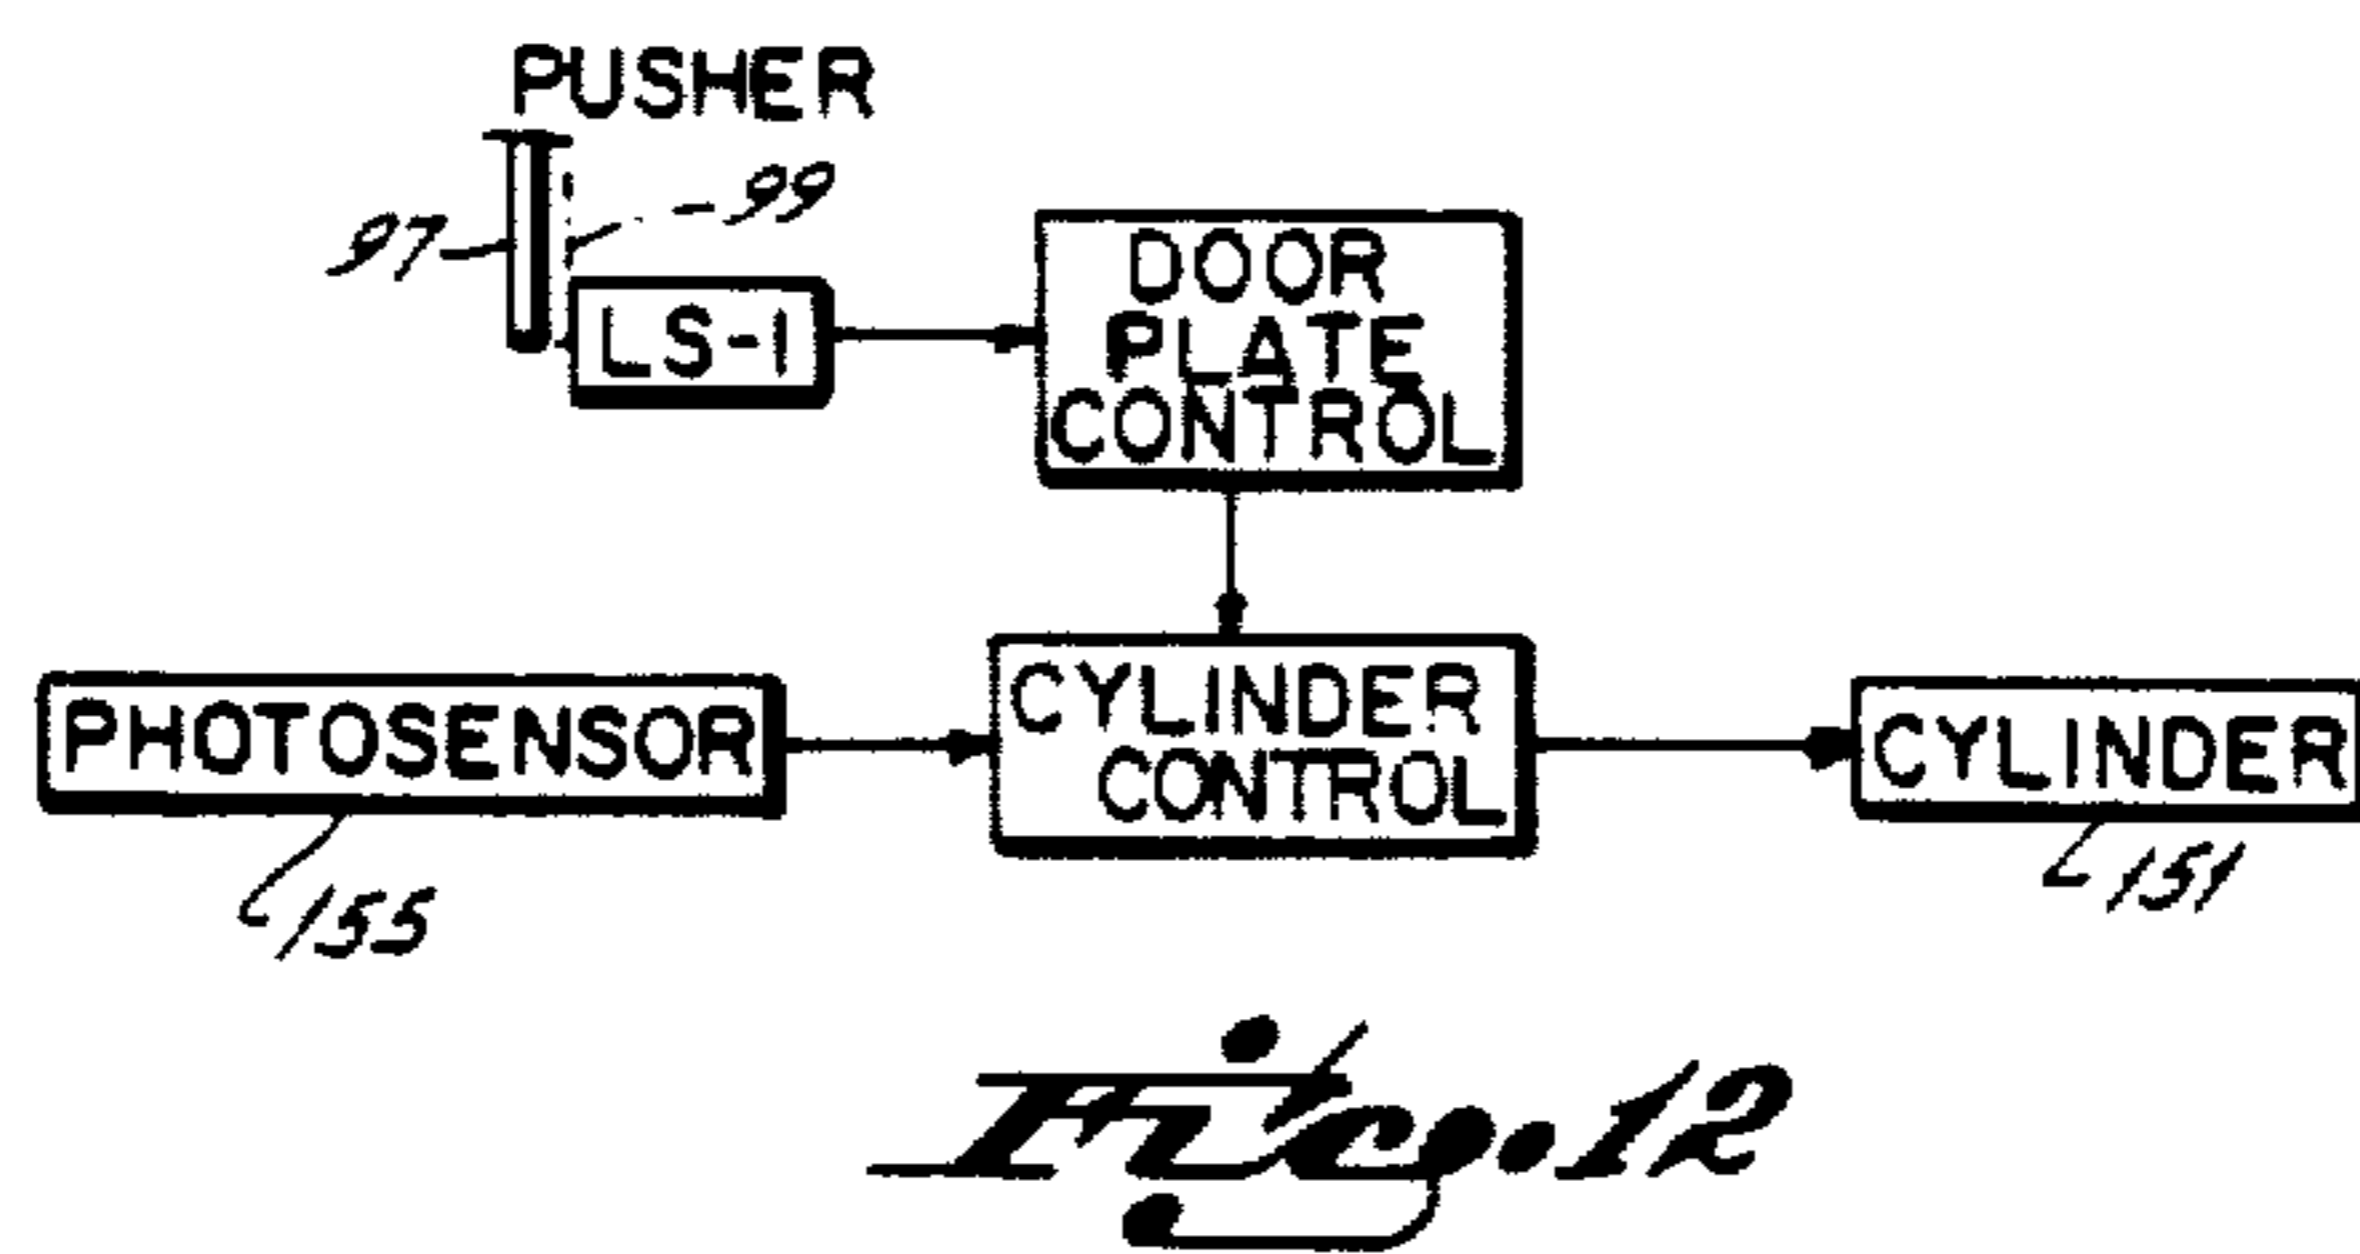 PUSHER
99
97
LS-1
DOOR
PLATE
CONTROL
PHOTOSENSOR
CYLINDER
CONTROL
CYLINDER
155
151
Fig. 12